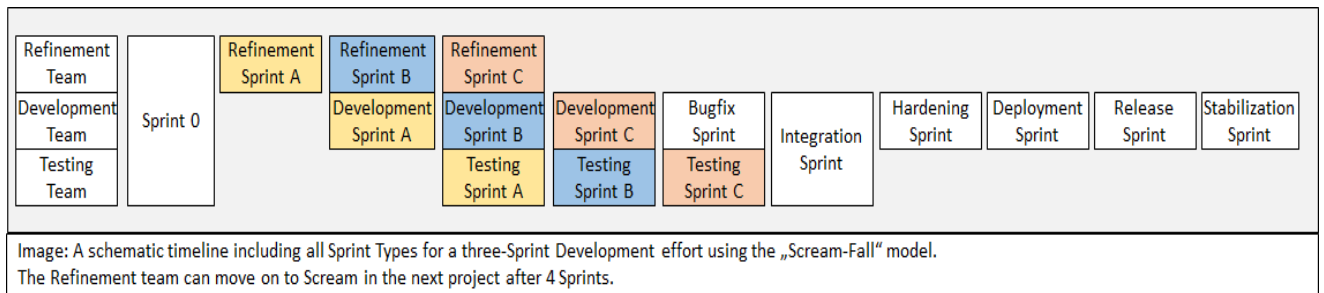 Refinement
Team
Development
Team
Testing
Team
Sprint 0
Refinement
Sprint A
Refinement
Sprint B
Development
Sprint A
Refinement
Sprint C
Development
Sprint B
Testing
Sprint A
Development
Sprint C
Testing
Sprint B
Bugfix
Sprint
Testing
Sprint C
Integration
Sprint
Hardening
Sprint
Deployment
Sprint
Release
Sprint
Stabilization
Sprint
Image: A schematic timeline including all Sprint Types for a three-Sprint Development effort using the „Scream-Fall“ model.
The Refinement team can move on to Scream in the next project after 4 Sprints.